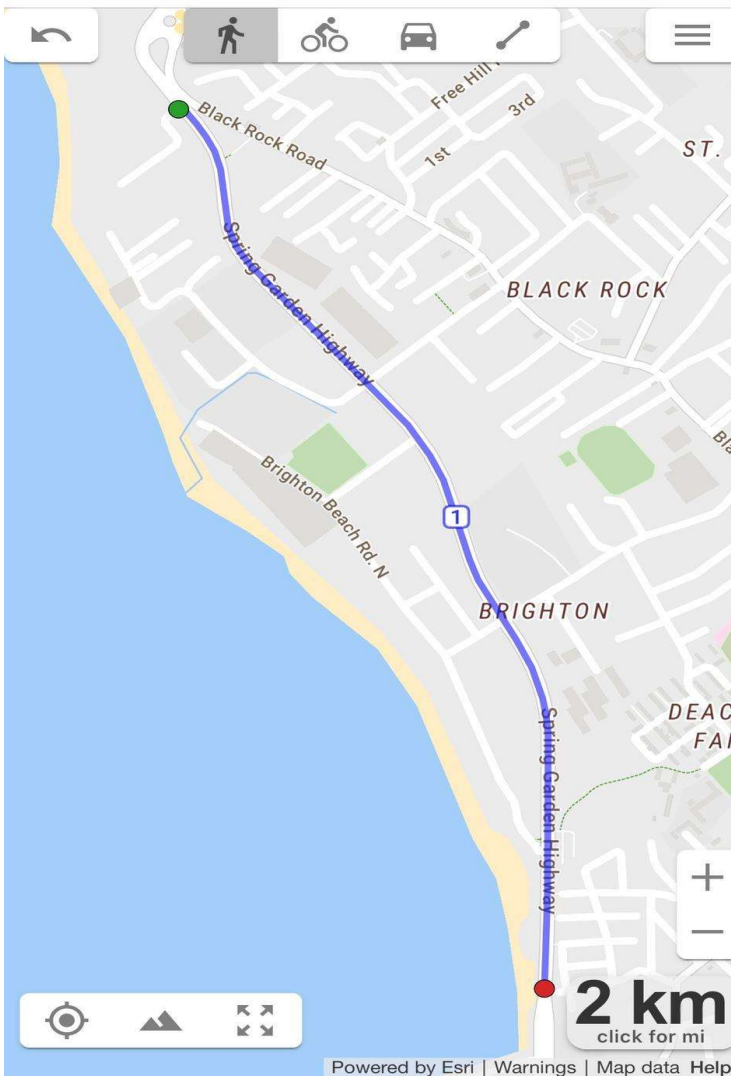 Free Hill
3rd
Black Rock Road
1st
ST.
Spring Garden Highway
BLACK ROCK
Brighton Beach Rd. N
1
BRIGHTON
DEAC
FAI
Spring Garden Highway
+
−
2 km
click for mi
Powered by Esri | Warnings | Map data Help